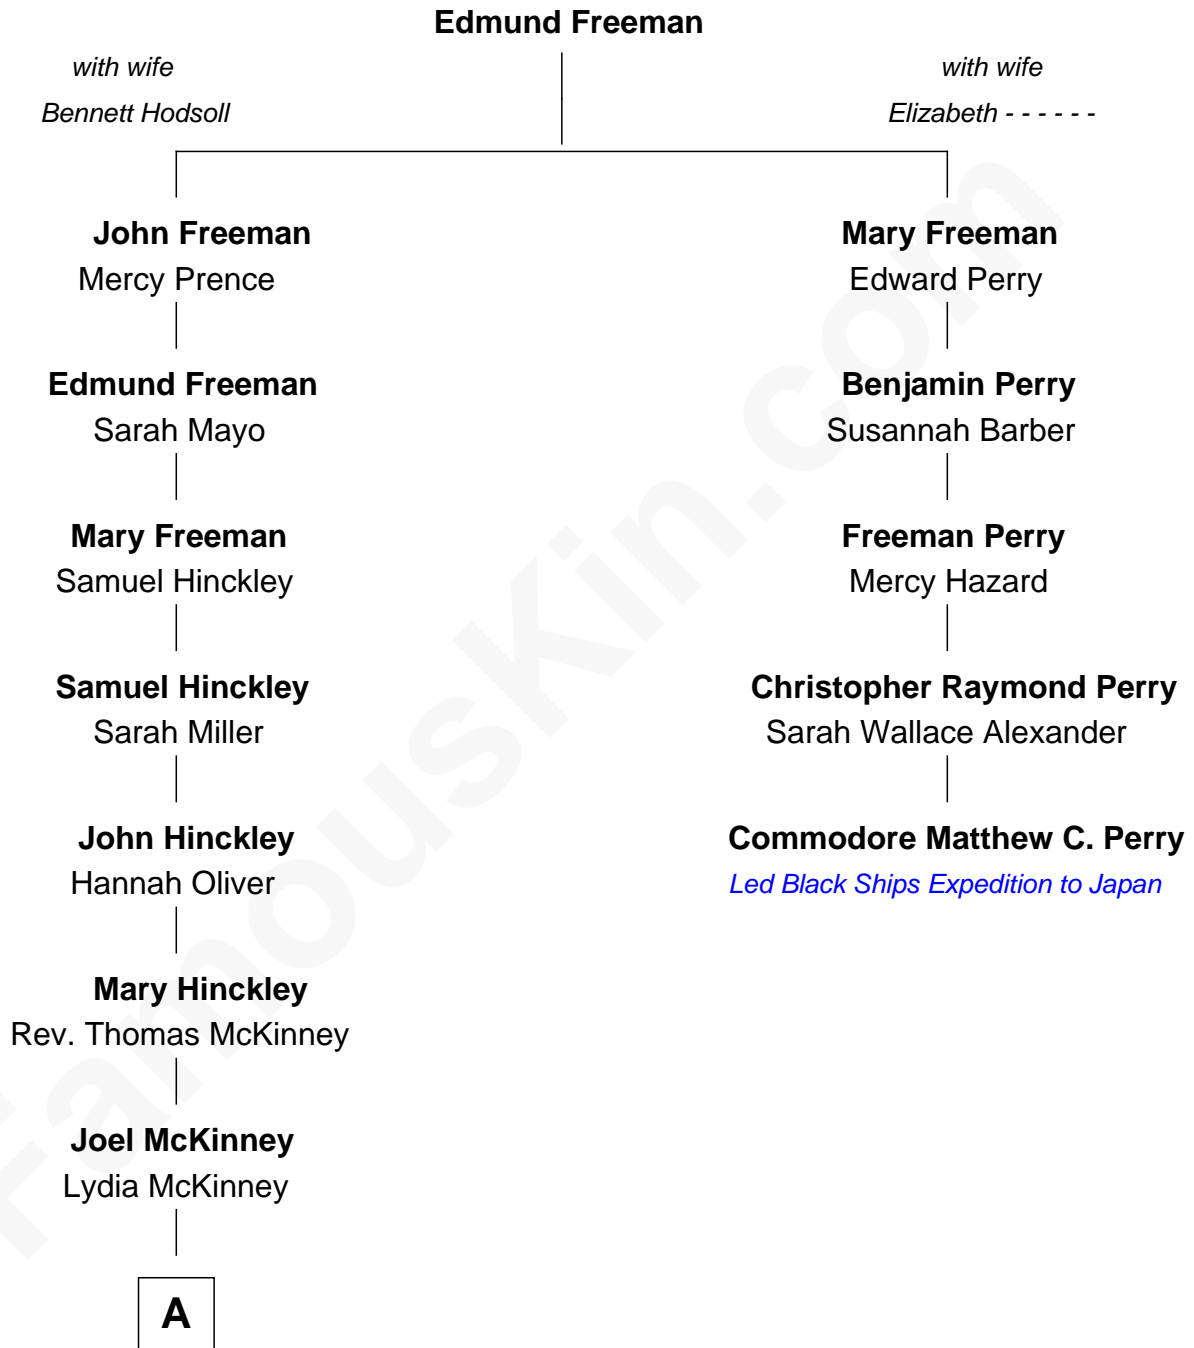 Edmund Freeman
with wife
Bennett Hodsoll
with wife
Elizabeth - - - - - -
John Freeman
Mercy Prence
Mary Freeman
Edward Perry
Edmund Freeman
Sarah Mayo
Benjamin Perry
Susannah Barber
Mary Freeman
Samuel Hinckley
Freeman Perry
Mercy Hazard
Samuel Hinckley
Sarah Miller
Christopher Raymond Perry
Sarah Wallace Alexander
John Hinckley
Hannah Oliver
Commodore Matthew C. Perry
Led Black Ships Expedition to Japan
Mary Hinckley
Rev. Thomas McKinney
Joel McKinney
Lydia McKinney
A
FamousKin.com